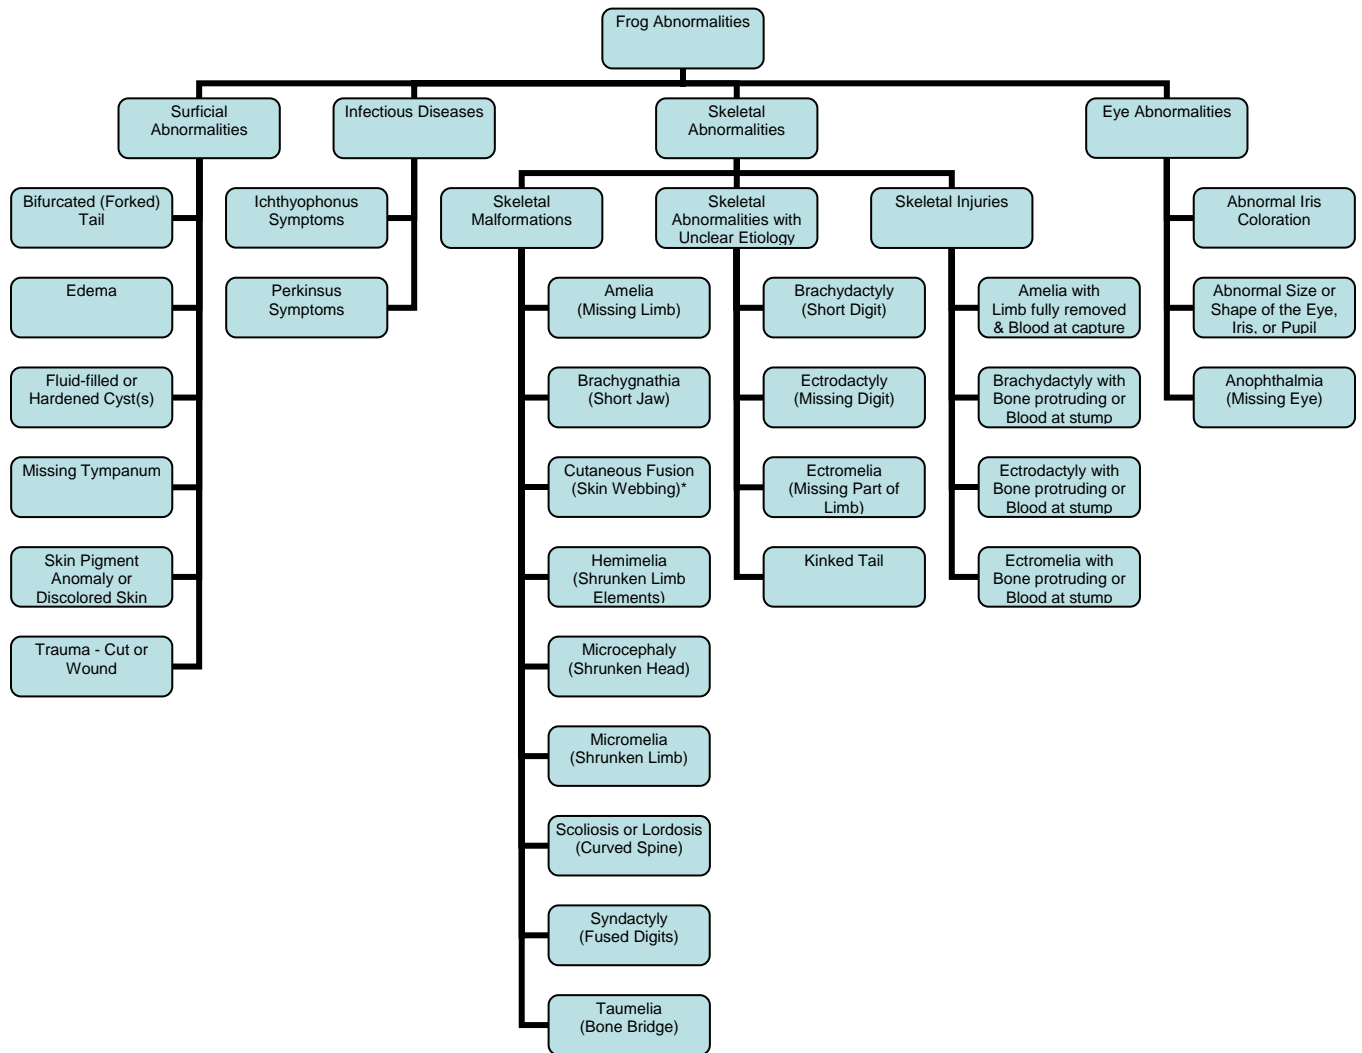 Frog Abnormalities
Surficial
Abnormalities
Infectious Diseases
Skeletal
Abnormalities
Eye Abnormalities
Bifurcated (Forked)
Tail
Edema
Fluid-filled or
Hardened Cyst(s)
Missing Tympanum
Skin Pigment
Anomaly or
Discolored Skin
Trauma - Cut or
Wound
Ichthyophonus
Symptoms
Perkinsus
Symptoms
Skeletal
Malformations
Amelia
(Missing Limb)
Brachygnathia
(Short Jaw)
Cutaneous Fusion
(Skin Webbing)*
Hemimelia
(Shrunken Limb
Elements)
Microcephaly
(Shrunken Head)
Micromelia
(Shrunken Limb)
Scoliosis or Lordosis
(Curved Spine)
Syndactyly
(Fused Digits)
Taumelia
(Bone Bridge)
Skeletal
Abnormalities with
Unclear Etiology
Brachydactyly
(Short Digit)
Ectrodactyly
(Missing Digit)
Ectromelia
(Missing Part of
Limb)
Kinked Tail
Skeletal Injuries
Amelia with
Limb fully removed
& Blood at capture
Brachydactyly with
Bone protruding or
Blood at stump
Ectrodactyly with
Bone protruding or
Blood at stump
Ectromelia with
Bone protruding or
Blood at stump
Abnormal Iris
Coloration
Abnormal Size or
Shape of the Eye,
Iris, or Pupil
Anophthalmia
(Missing Eye)